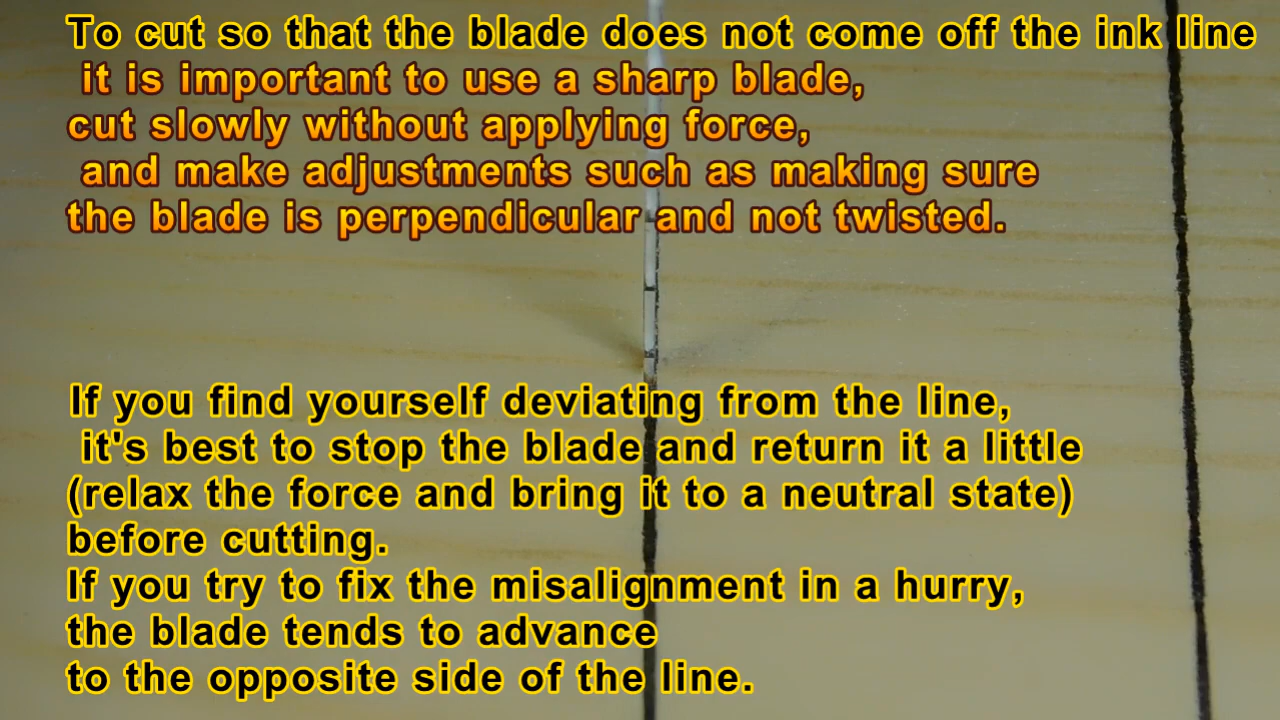 To cut so that the blade does not come off the ink line
it is important to use a sharp blade,
cut slowly without applying force,
and make adjustments such as making sure
the blade is perpendicular and not twisted.
If you find yourself deviating from the line,
it's best to stop the blade and return it a little
(relax the force and bring it to a neutral state)
before cutting.
If you try to fix the misalignment in a hurry,
the blade tends to advance
to the opposite side of the line.